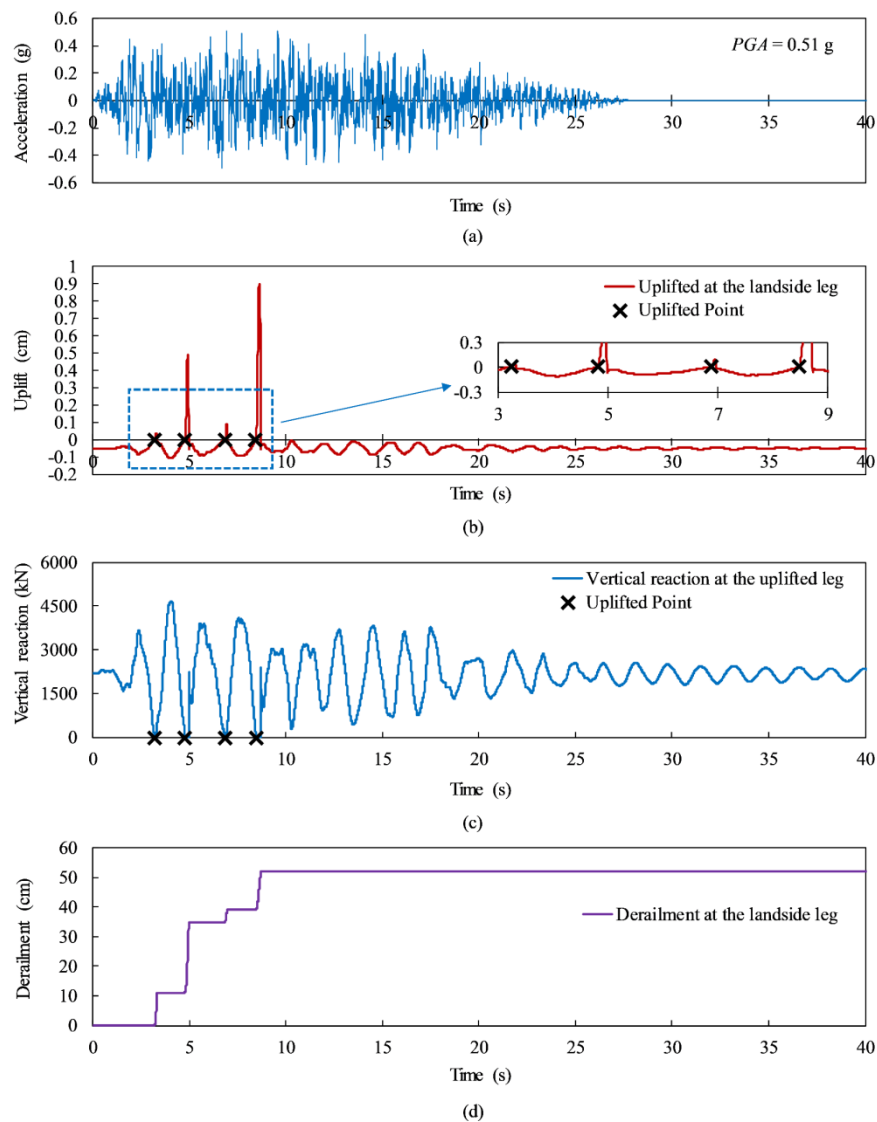 0.6
0.4
0.2
0
-0.2
-0.4
-0.6
Acceleration (g)
PGA = 0.51 g
0 5 10 15 20 25 30 35 40
Time (s)
(a)
1
0.9
0.8
0.7
0.6
0.5
0.4
0.3
0.2
0.1
0
-0.1
-0.2
Uplift (cm)
Uplifted at the landside leg
Uplifted Point
0.3
0
-0.3
3 5 7 9
0 5 10 15 20 25 30 35 40
Time (s)
(b)
6000
4500
3000
1500
0
Vertical reaction (kN)
Vertical reaction at the uplifted leg
Uplifted Point
0 5 10 15 20 25 30 35 40
Time (s)
(c)
60
50
40
30
20
10
0
Derailment (cm)
Derailment at the landside leg
0 5 10 15 20 25 30 35 40
Time (s)
(d)